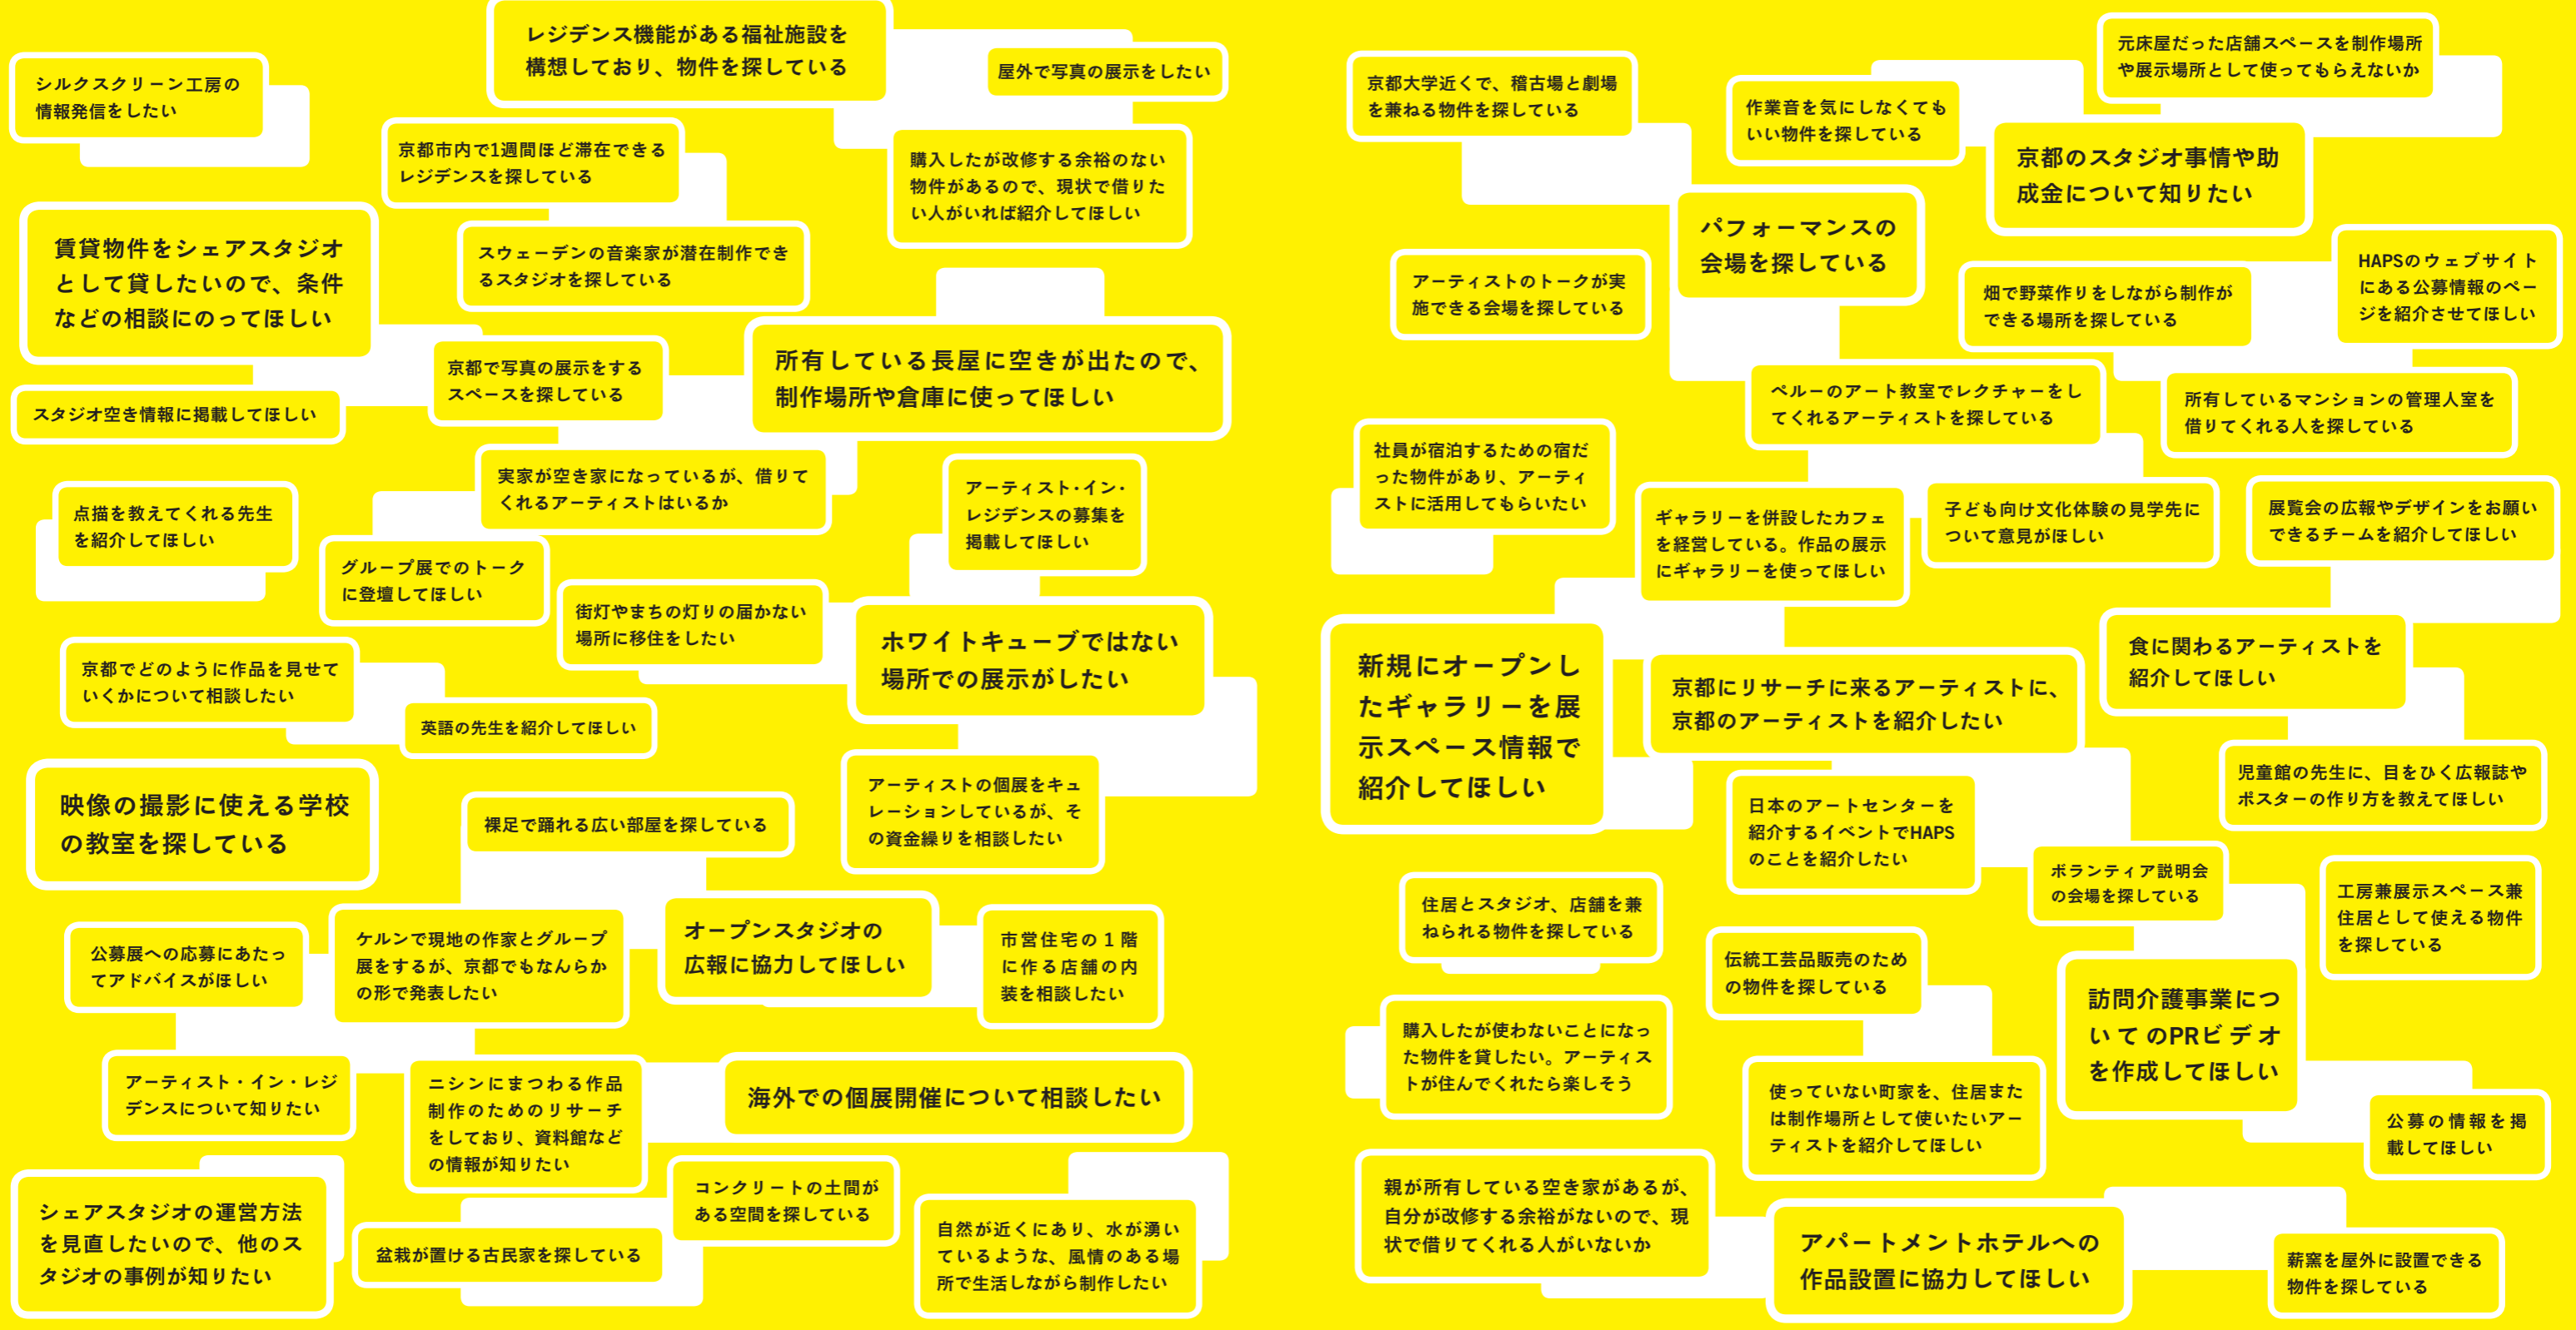 レジデンス機能がある福祉施設を
構想しており、物件を探している
シルクスクリーン工房の
情報発信をしたい
屋外で写真の展示をしたい
京都市内で1週間ほど滞在できる
レジデンスを探している
購入したが改修する余裕のない
物件があるので、現状で借りた
い人がいれば紹介してほしい
賃貸物件をシェアスタジオ
として貸したいので、条件
などの相談にのってほしい
スウェーデンの音楽家が潜在制作でき
るスタジオを探している
京都で写真の展示をする
スペースを探している
所有している長屋に空きが出たので、
制作場所や倉庫に使ってほしい
スタジオ空き情報に掲載してほしい
実家が空き家になっているが、借りて
くれるアーティストはいるか
アーティスト・イン・
レジデンスの募集を
掲載してほしい
点描を教えてくれる先生
を紹介してほしい
グループ展でのトーク
に登壇してほしい
街灯やまちの灯りの届かない
場所に移住をしたい
ホワイトキューブではない
場所での展示がしたい
京都でどのように作品を見せて
いくかについて相談したい
英語の先生を紹介してほしい
映像の撮影に使える学校
の教室を探している
裸足で踊れる広い部屋を探している
アーティストの個展をキュ
レーションしているが、そ
の資金繰りを相談したい
公募展への応募にあたっ
てアドバイスがほしい
ケルンで現地の作家とグループ
展をするが、京都でもなんらか
の形で発表したい
オープンスタジオの
広報に協力してほしい
市営住宅の１階
に作る店舗の内
装を相談したい
アーティスト・イン・レジ
デンスについて知りたい
ニシンにまつわる作品
制作のためのリサーチ
をしており、資料館など
の情報が知りたい
海外での個展開催について相談したい
シェアスタジオの運営方法
を見直したいので、他のス
タジオの事例が知りたい
盆栽が置ける古民家を探している
コンクリートの土間が
ある空間を探している
自然が近くにあり、水が湧い
ているような、風情のある場
所で生活しながら制作したい
京都大学近くで、稽古場と劇場
を兼ねる物件を探している
作業音を気にしなくても
いい物件を探している
元床屋だった店舗スペースを制作場所
や展示場所として使ってもらえないか
京都のスタジオ事情や助
成金について知りたい
パフォーマンスの
会場を探している
アーティストのトークが実
施できる会場を探している
畑で野菜作りをしながら制作が
できる場所を探している
HAPSのウェブサイト
にある公募情報のペー
ジを紹介させてほしい
ペルーのアート教室でレクチャーをし
てくれるアーティストを探している
所有しているマンションの管理人室を
借りてくれる人を探している
社員が宿泊するための宿だ
った物件があり、アーティ
ストに活用してもらいたい
ギャラリーを併設したカフェ
を経営している。作品の展示
にギャラリーを使ってほしい
子ども向け文化体験の見学先に
ついて意見がほしい
展覧会の広報やデザインをお願い
できるチームを紹介してほしい
新規にオープンし
たギャラリーを展
示スペース情報で
紹介してほしい
京都にリサーチに来るアーティストに、
京都のアーティストを紹介したい
食に関わるアーティストを
紹介してほしい
日本のアートセンターを
紹介するイベントでHAPS
のことを紹介したい
児童館の先生に、目をひく広報誌や
ポスターの作り方を教えてほしい
ボランティア説明会
の会場を探している
工房兼展示スペース兼
住居として使える物件
を探している
住居とスタジオ、店舗を兼
ねられる物件を探している
伝統工芸品販売のため
の物件を探している
訪問介護事業につ
いてのPRビデオ
を作成してほしい
購入したが使わないことになっ
た物件を貸したい。アーティス
トが住んでくれたら楽しそう
使っていない町家を、住居また
は制作場所として使いたいアー
ティストを紹介してほしい
公募の情報を掲
載してほしい
親が所有している空き家があるが、
自分が改修する余裕がないので、現
状で借りてくれる人がいないか
アパートメントホテルへの
作品設置に協力してほしい
薪窯を屋外に設置できる
物件を探している